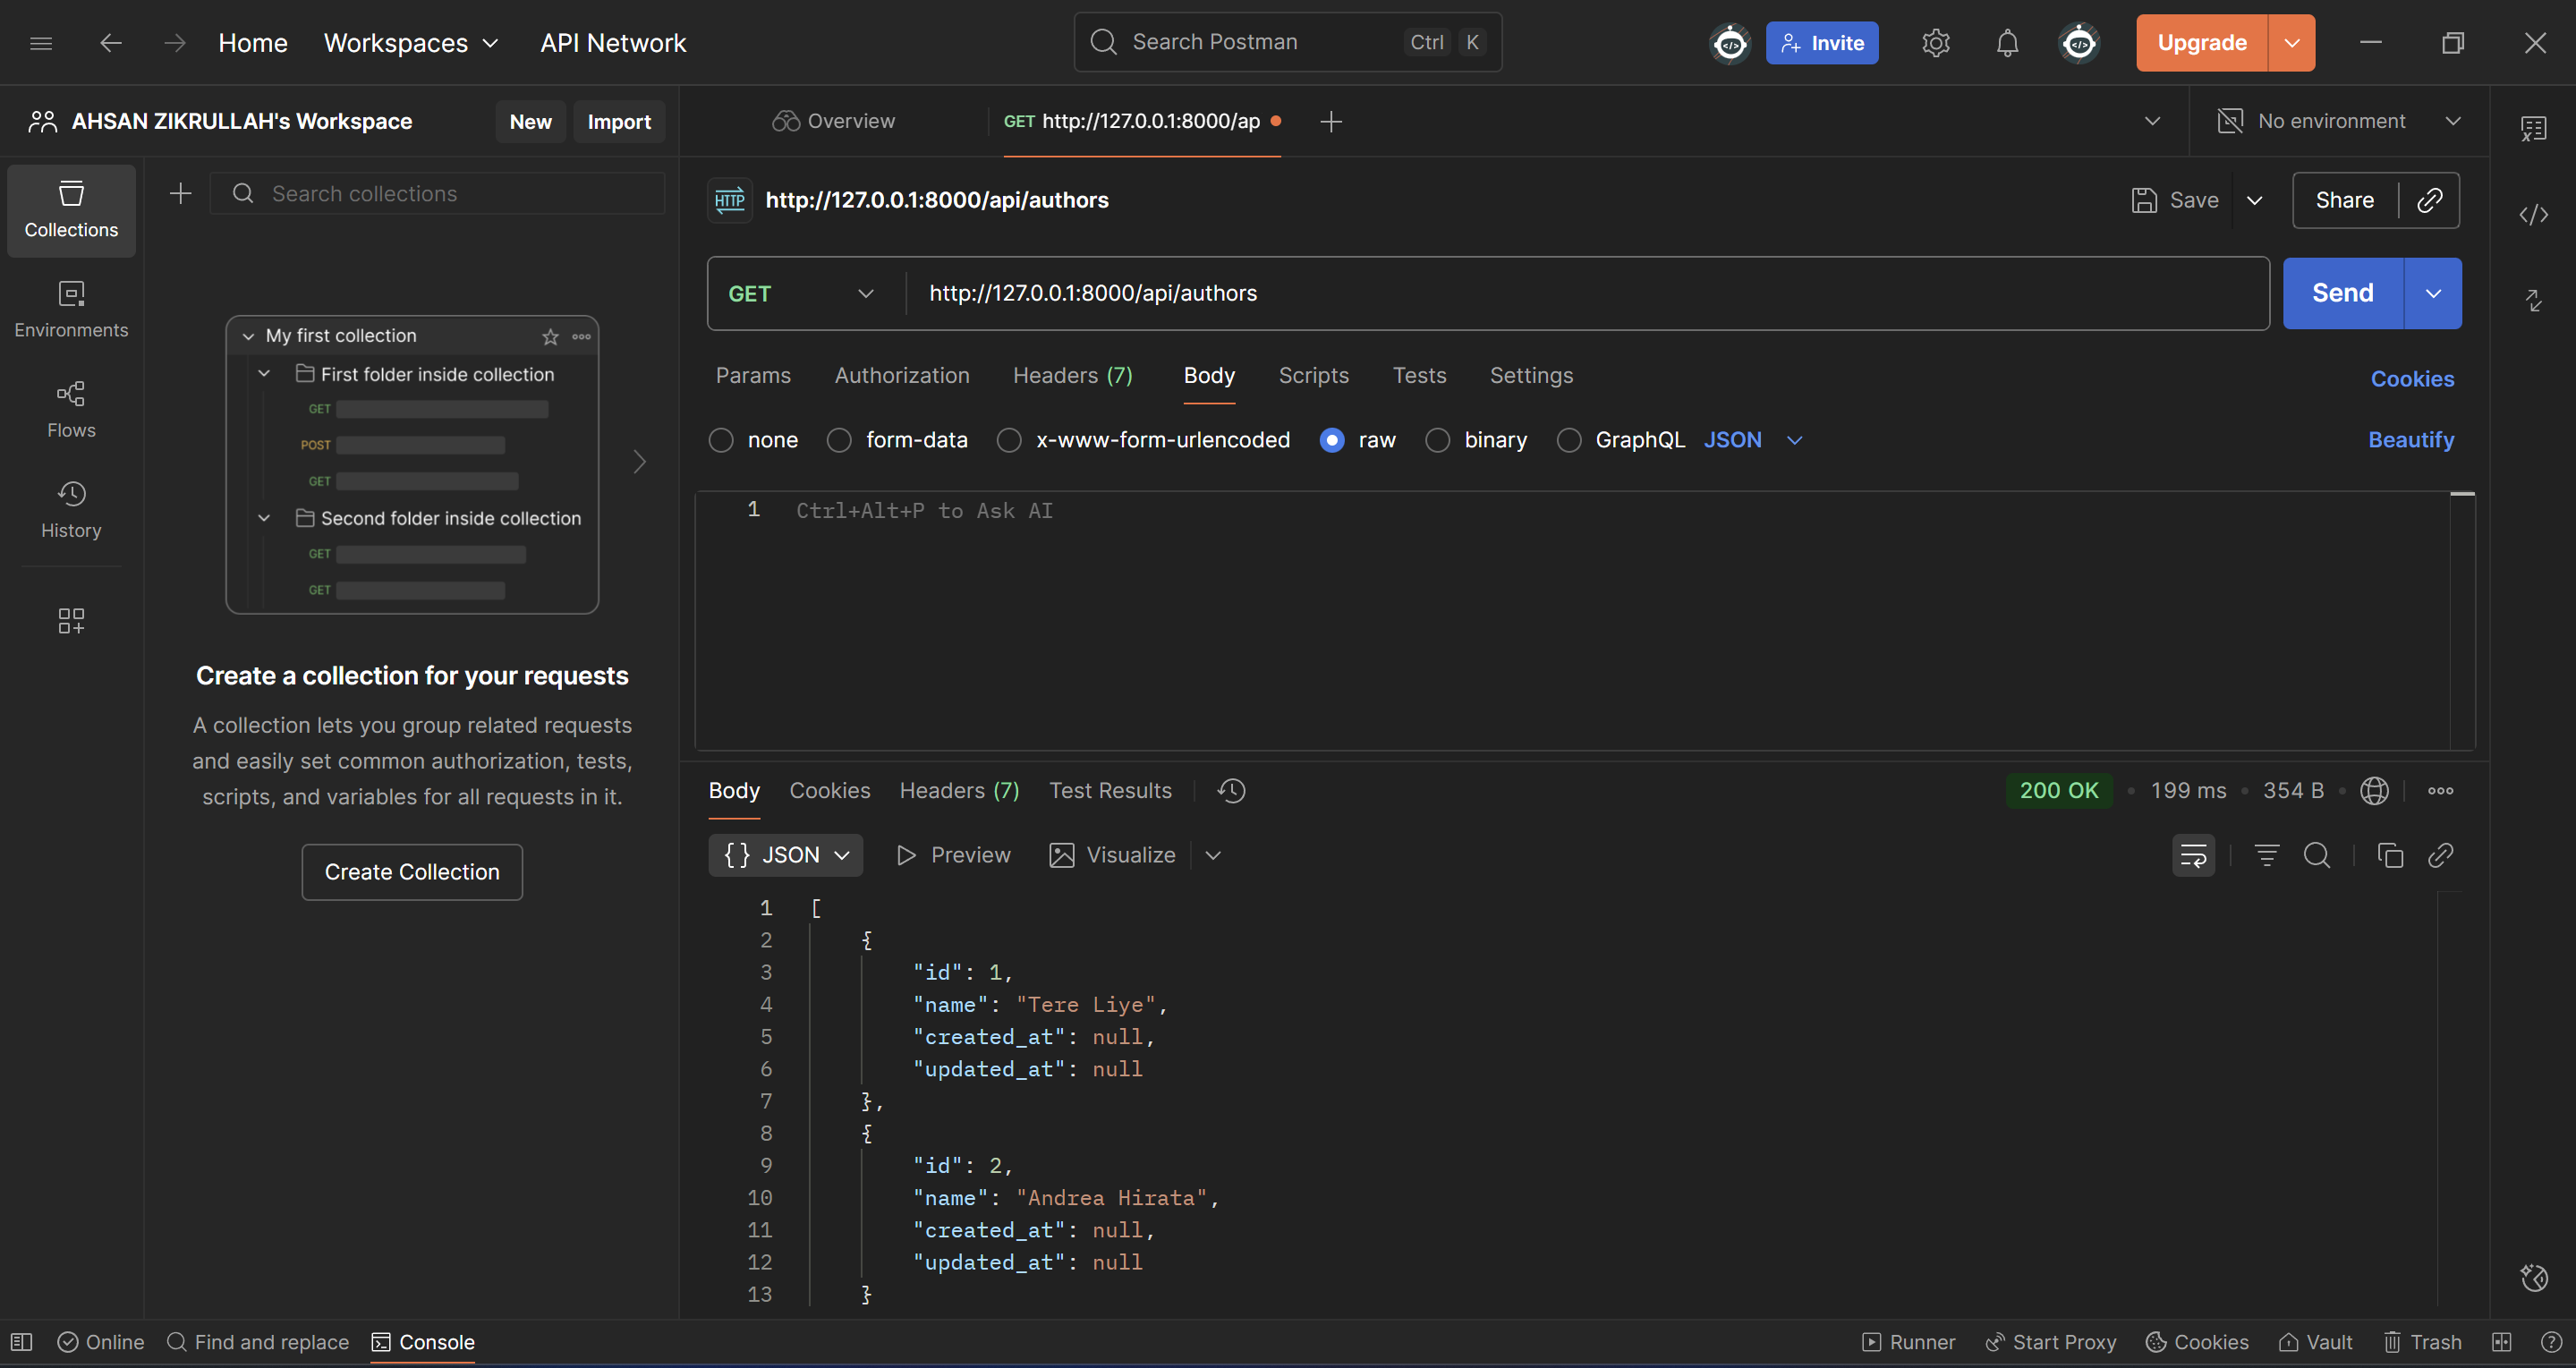 Home Workspaces API Network Search Postman Ctrl K Invite Upgrade
AHSAN ZIKRULLAH's Workspace New Import
Overview GET http://127.0.0.1:8000/ap No environment
Collections
Environments
Flows
History
Search collections
My first collection
First folder inside collection
GET
POST
GET
Second folder inside collection
GET
GET
Create a collection for your requests
A collection lets you group related requests
and easily set common authorization, tests,
scripts, and variables for all requests in it.
Create Collection
HTTP http://127.0.0.1:8000/api/authors Save Share
GET http://127.0.0.1:8000/api/authors Send
Params Authorization Headers (7) Body Scripts Tests Settings Cookies
none form-data x-www-form-urlencoded raw binary GraphQL JSON Beautify
1 Ctrl+Alt+P to Ask AI
Body Cookies Headers (7) Test Results 200 OK • 199 ms • 354 B •
{} JSON Preview Visualize
1 [
2 {
3 "id": 1,
4 "name": "Tere Liye",
5 "created_at": null,
6 "updated_at": null
7 },
8 {
9 "id": 2,
10 "name": "Andrea Hirata",
11 "created_at": null,
12 "updated_at": null
13 }
Online Find and replace Console Runner Start Proxy Cookies Vault Trash